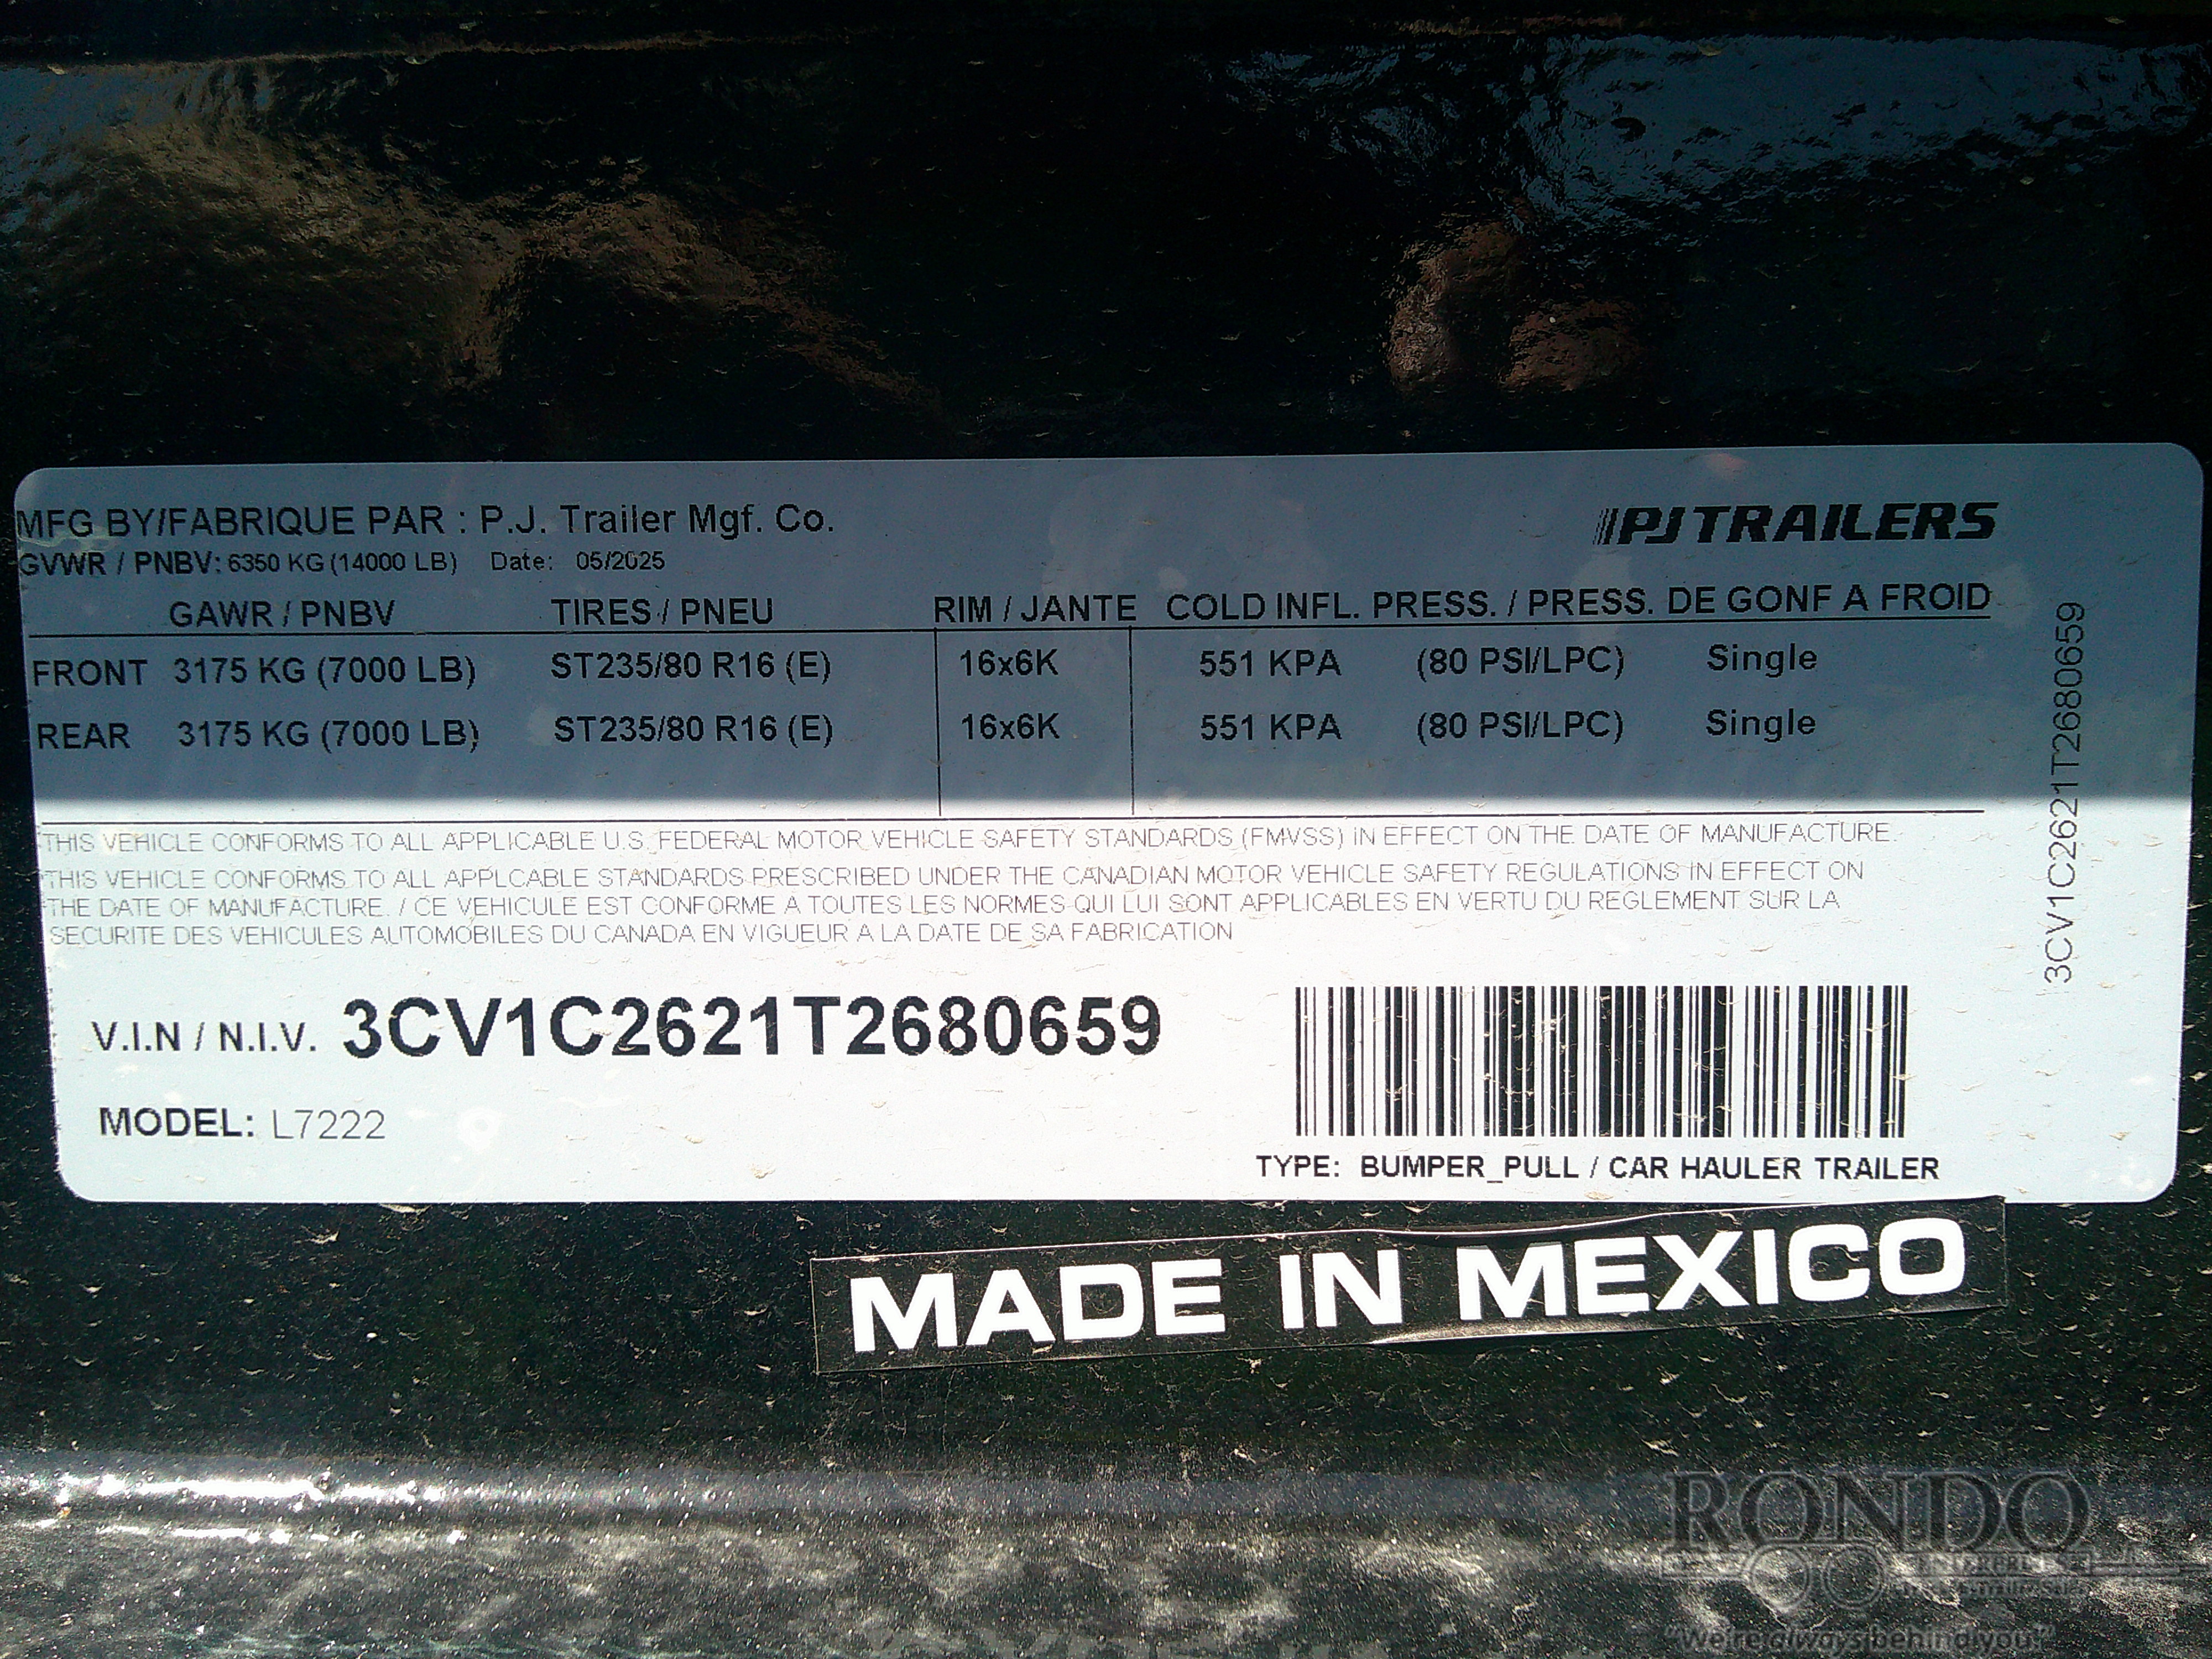 MFG BY/FABRIQUE PAR : P.J. Trailer Mgf. Co.
PJTRAILERS
GVWR / PNBV: 6350 KG (14000 LB) Date: 05/2025
GAWR / PNBV TIRES / PNEU RIM / JANTE COLD INFL. PRESS. / PRESS. DE GONF A FROID
FRONT 3175 KG (7000 LB) ST235/80 R16 (E) 16x6K 551 KPA (80 PSI/LPC) Single
REAR 3175 KG (7000 LB) ST235/80 R16 (E) 16x6K 551 KPA (80 PSI/LPC) Single
3CV1C2621T2680659
THIS VEHICLE CONFORMS TO ALL APPLICABLE U.S. FEDERAL MOTOR VEHICLE SAFETY STANDARDS (FMVSS) IN EFFECT ON THE DATE OF MANUFACTURE.
THIS VEHICLE CONFORMS TO ALL APPLCABLE STANDARDS PRESCRIBED UNDER THE CANADIAN MOTOR VEHICLE SAFETY REGULATIONS IN EFFECT ON
THE DATE OF MANUFACTURE. / CE VEHICULE EST CONFORME A TOUTES LES NORMES QUI LUI SONT APPLICABLES EN VERTU DU REGLEMENT SUR LA
SECURITE DES VEHICULES AUTOMOBILES DU CANADA EN VIGUEUR A LA DATE DE SA FABRICATION
V.I.N / N.I.V. 3CV1C2621T2680659
MODEL: L7222
TYPE: BUMPER_PULL / CAR HAULER TRAILER
MADE IN MEXICO
RONDO
"We're always behind you."